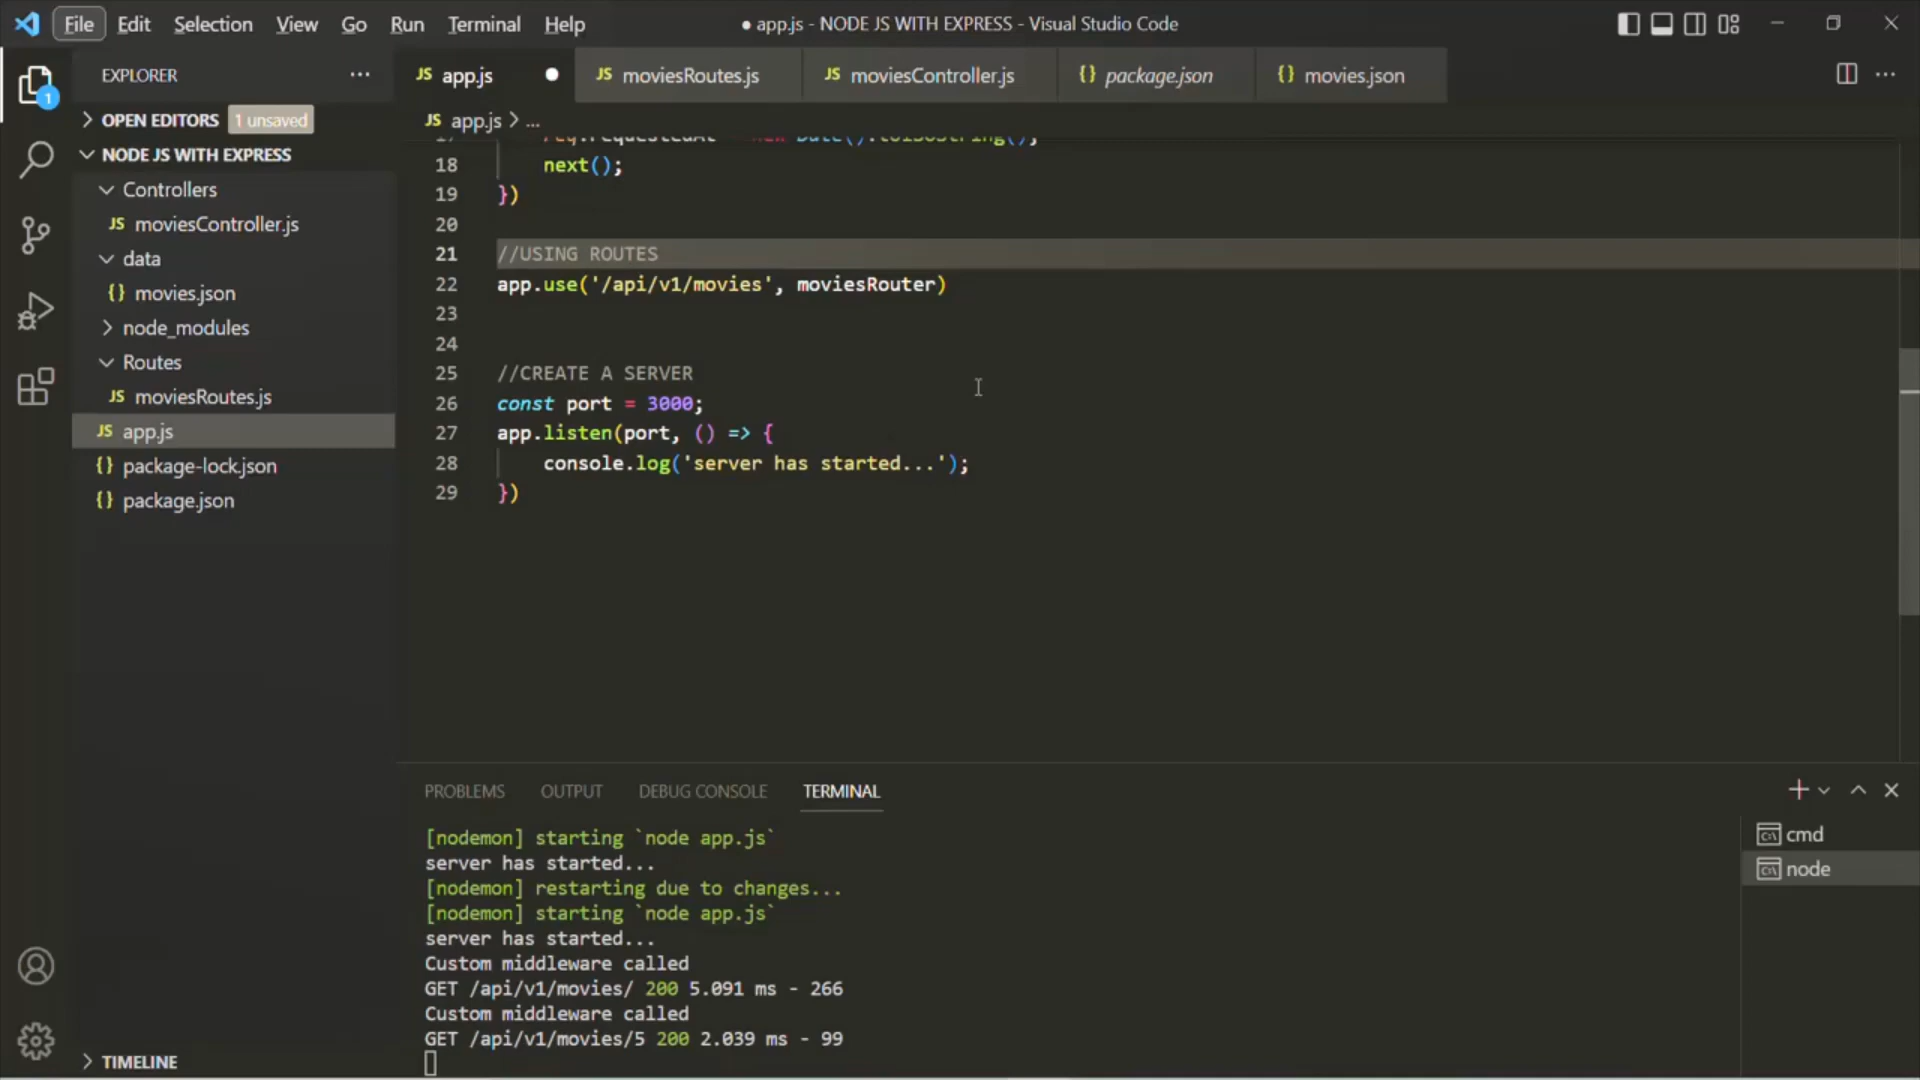 File Edit Selection View Go Run Terminal Help
● app.js - NODE JS WITH EXPRESS - Visual Studio Code
EXPLORER ...
JS app.js ●
JS moviesRoutes.js
JS moviesController.js
{} package.json
{} movies.json
1
OPEN EDITORS 1 unsaved
NODE JS WITH EXPRESS
Controllers
JS moviesController.js
data
{} movies.json
node_modules
Routes
JS moviesRoutes.js
JS app.js
{} package-lock.json
{} package.json
TIMELINE
JS app.js > ...
18 next();
19 })
20
21 //USING ROUTES
22 app.use('/api/v1/movies', moviesRouter)
23
24
25 //CREATE A SERVER
26 const port = 3000;
27 app.listen(port, () => {
28 console.log('server has started...');
29 })
PROBLEMS OUTPUT DEBUG CONSOLE TERMINAL
[nodemon] starting `node app.js`
server has started...
[nodemon] restarting due to changes...
[nodemon] starting `node app.js`
server has started...
Custom middleware called
GET /api/v1/movies/ 200 5.091 ms - 266
Custom middleware called
GET /api/v1/movies/5 200 2.039 ms - 99
cmd
node